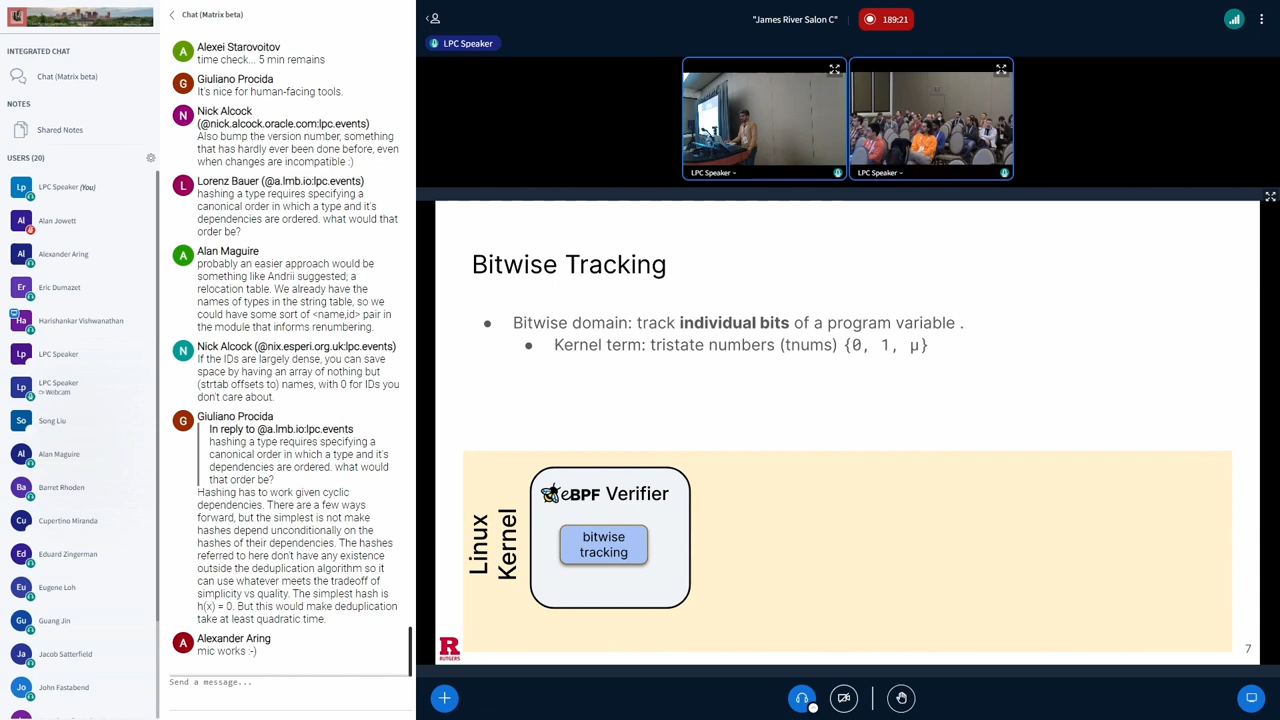 INTEGRATED CHAT
Chat (Matrix beta)
NOTES
Shared Notes
USERS (20)
Lp
LPC Speaker (You)
Al
Alan Jowett
Al
Alexander Aring
Er
Eric Dumazet
Ha
Harishankar Vishwanathan
Lp
LPC Speaker
Lp
LPC Speaker
Webcam
So
Song Liu
Al
Alan Maguire
Ba
Barret Rhoden
Cu
Cupertino Miranda
Ed
Eduard Zingerman
Eu
Eugene Loh
Gu
Guang Jin
Ja
Jacob Satterfield
Jo
John Fastabend
Chat (Matrix beta)
A
Alexei Starovoitov
time check... 5 min remains
G
Giuliano Procida
It's nice for human-facing tools.
N
Nick Alcock
(@nick.alcock.oracle.com:lpc.events)
Also bump the version number, something
that has hardly ever been done before, even
when changes are incompatible :)
L
Lorenz Bauer (@a.lmb.io:lpc.events)
hashing a type requires specifying a
canonical order in which a type and it's
dependencies are ordered. what would that
order be?
A
Alan Maguire
probably an easier approach would be
something like Andrii suggested; a
relocation table. We already have the
names of types in the string table, so we
could have some sort of <name,id> pair in
the module that informs renumbering.
N
Nick Alcock (@nix.esperi.org.uk:lpc.events)
If the IDs are largely dense, you can save
space by having an array of nothing but
(strtab offsets to) names, with 0 for IDs you
don't care about.
G
Giuliano Procida
In reply to @a.lmb.io:lpc.events
hashing a type requires specifying a
canonical order in which a type and it's
dependencies are ordered. what would
that order be?
Hashing has to work given cyclic
dependencies. There are a few ways
forward, but the simplest is not make
hashes depend unconditionally on the
hashes of their dependencies. The hashes
referred to here don't have any existence
outside the deduplication algorithm so it
can use whatever meets the tradeoff of
simplicity vs quality. The simplest hash is
h(x) = 0. But this would make deduplication
take at least quadratic time.
A
Alexander Aring
mic works :-)
Send a message...
"James River Salon C"
189:21
LPC Speaker
LPC Speaker
LPC Speaker
Bitwise Tracking
● Bitwise domain: track individual bits of a program variable .
● Kernel term: tristate numbers (tnums) {0, 1, μ}
Linux
Kernel
eBPF Verifier
bitwise
tracking
R
RUTGERS
7